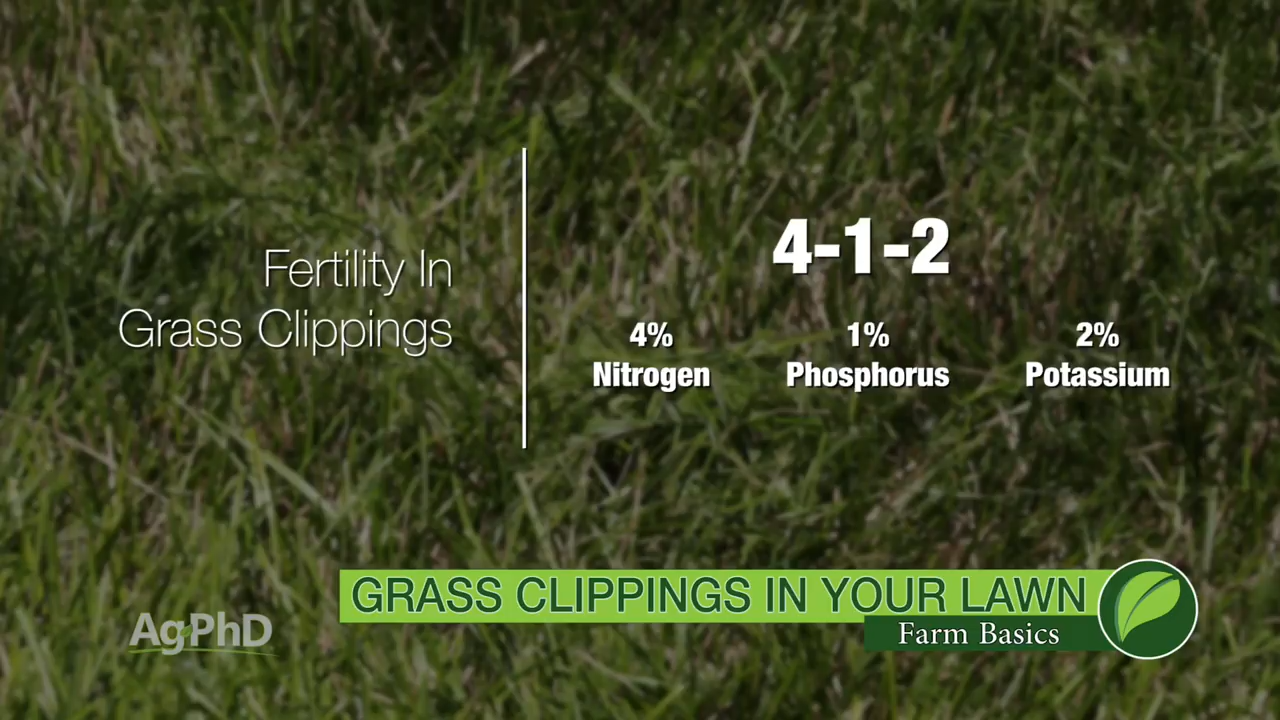 Fertility In
Grass Clippings
4-1-2
4%
Nitrogen
1%
Phosphorus
2%
Potassium
GRASS CLIPPINGS IN YOUR LAWN
Farm Basics
AgPhD